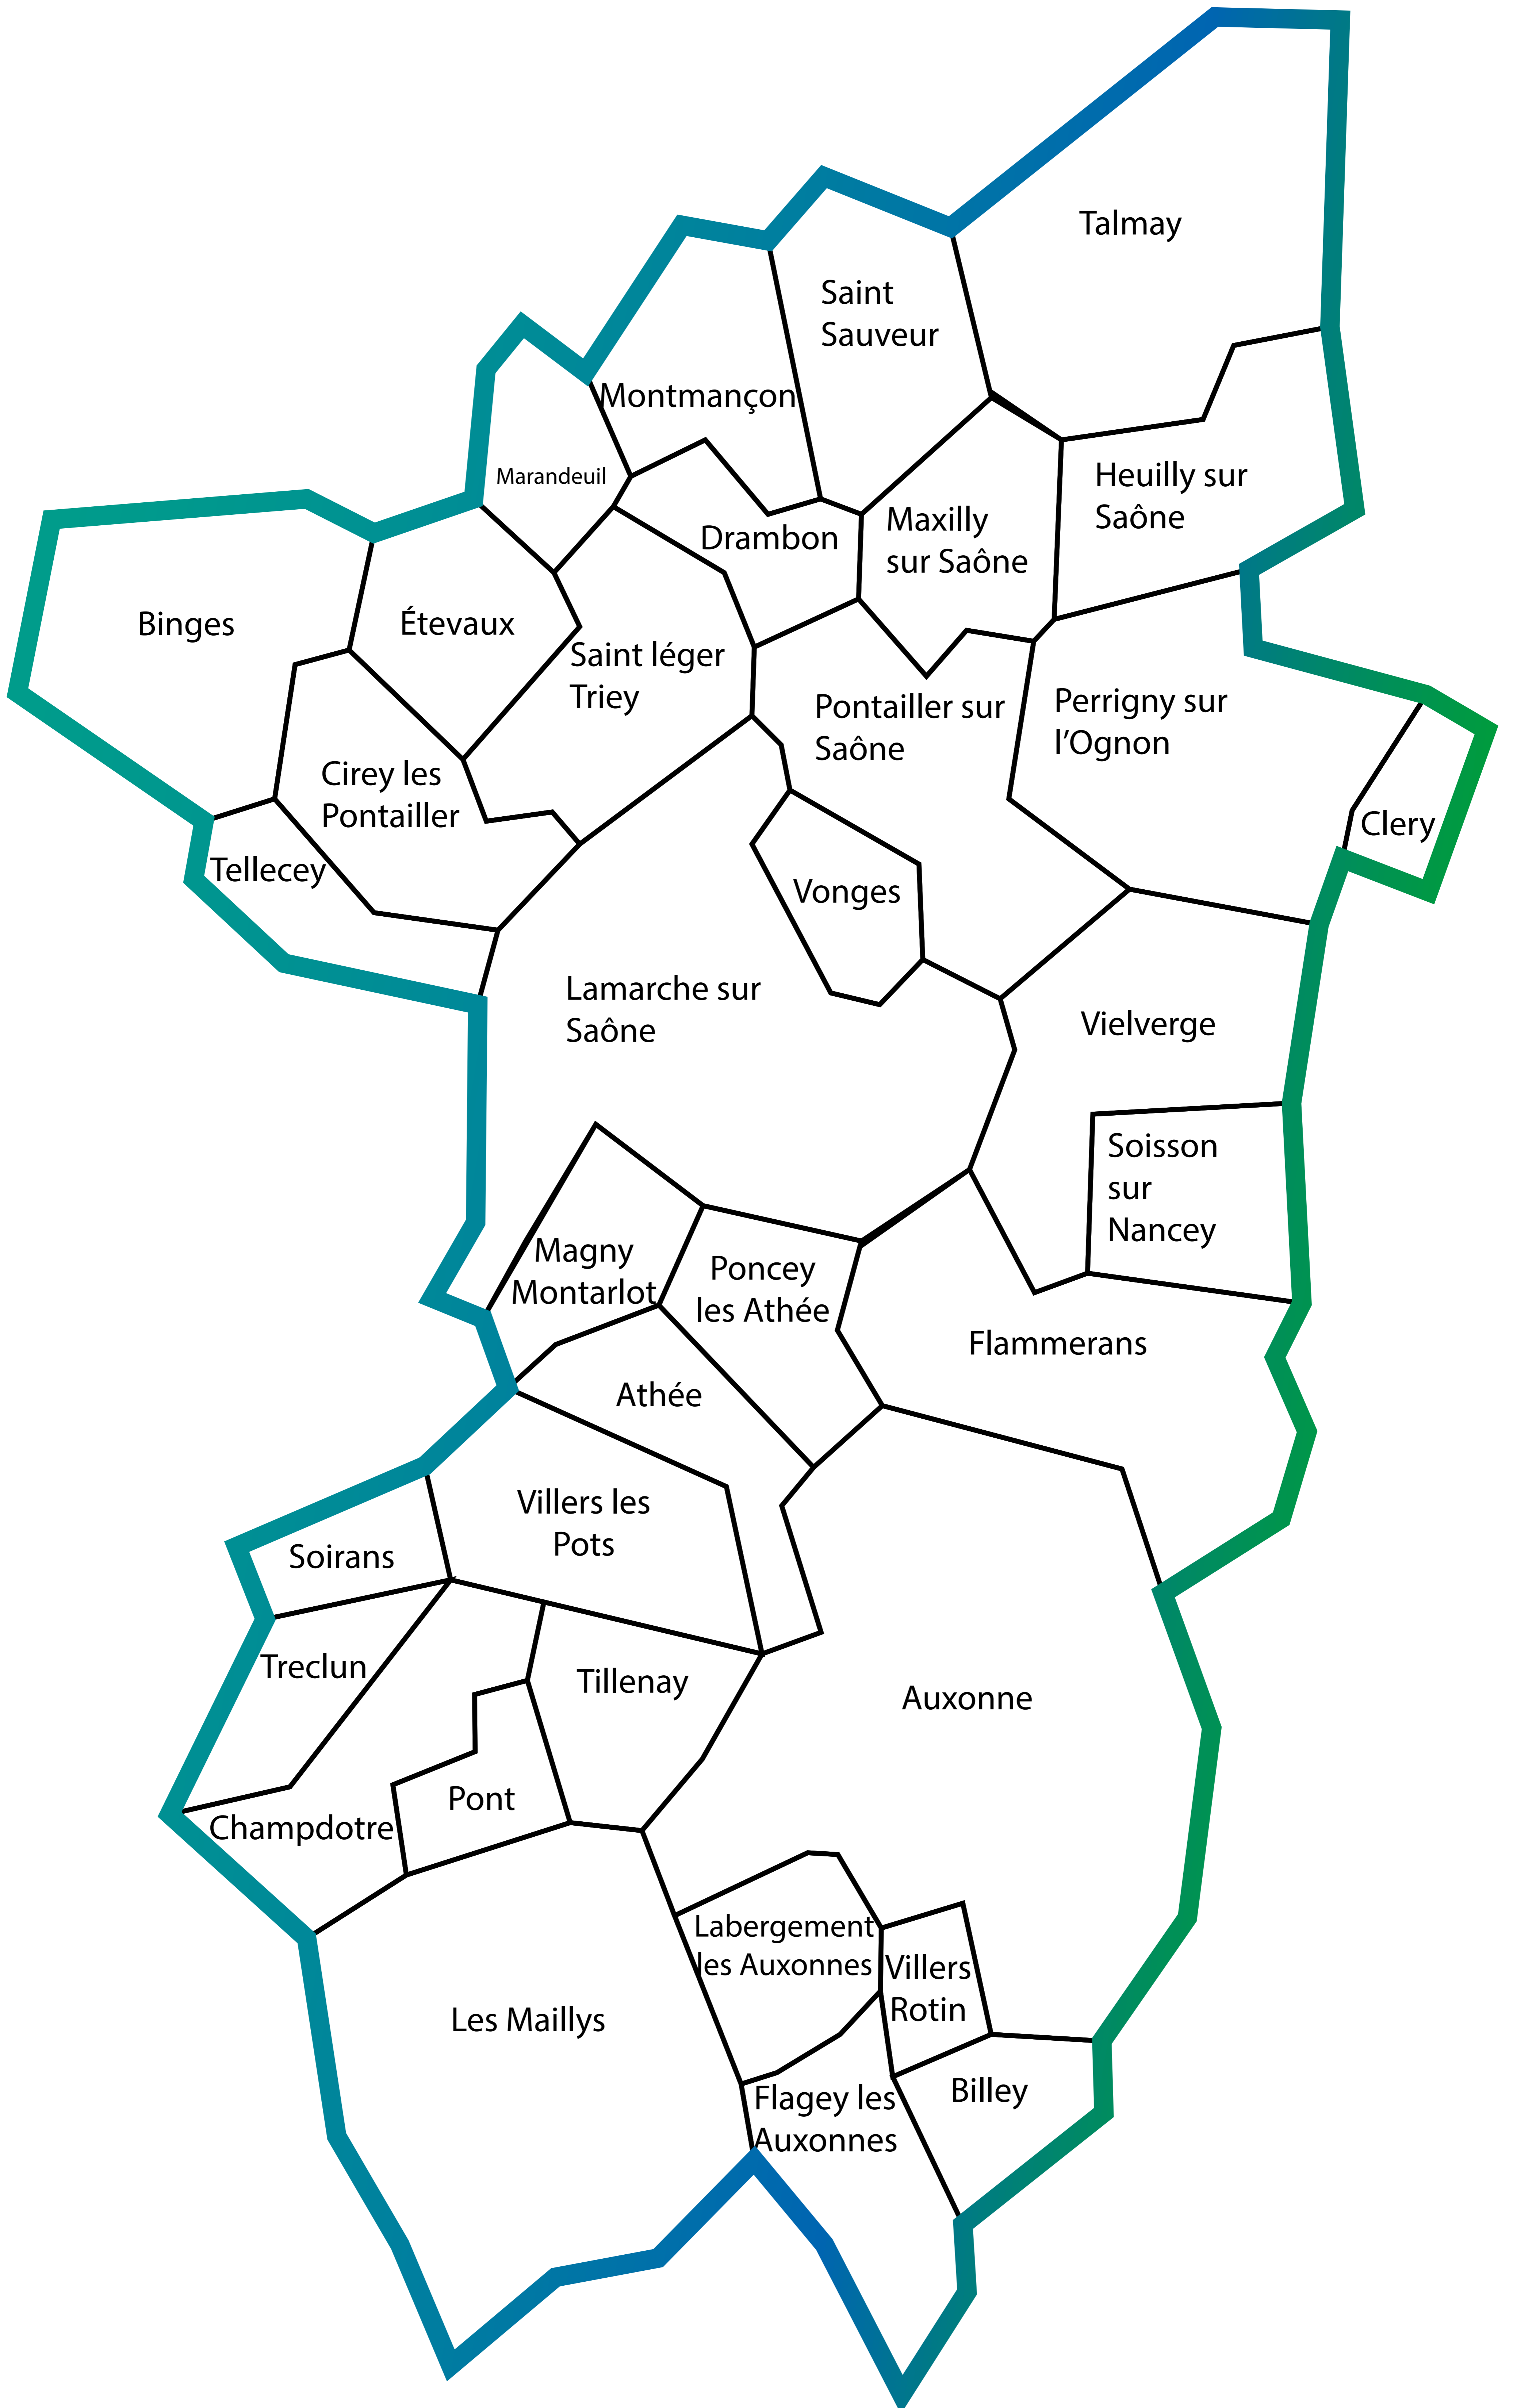 Talmay
Saint
Sauveur
Montmançon
Marandeuil
Heuilly sur
Saône
Maxilly
sur Saône
Drambon
Binges
Étevaux
Saint léger
Triey
Pontailler sur
Saône
Perrigny sur
l'Ognon
Cirey les
Pontailler
Clery
Tellecey
Vonges
Lamarche sur
Saône
Vielverge
Soisson
sur
Nancey
Magny
Montarlot
Poncey
les Athée
Flammerans
Athée
Villers les
Pots
Soirans
Treclun
Tillenay
Auxonne
Pont
Champdotre
Labergement
les Auxonnes
Villers
Rotin
Les Maillys
Billey
Flagey les
Auxonnes